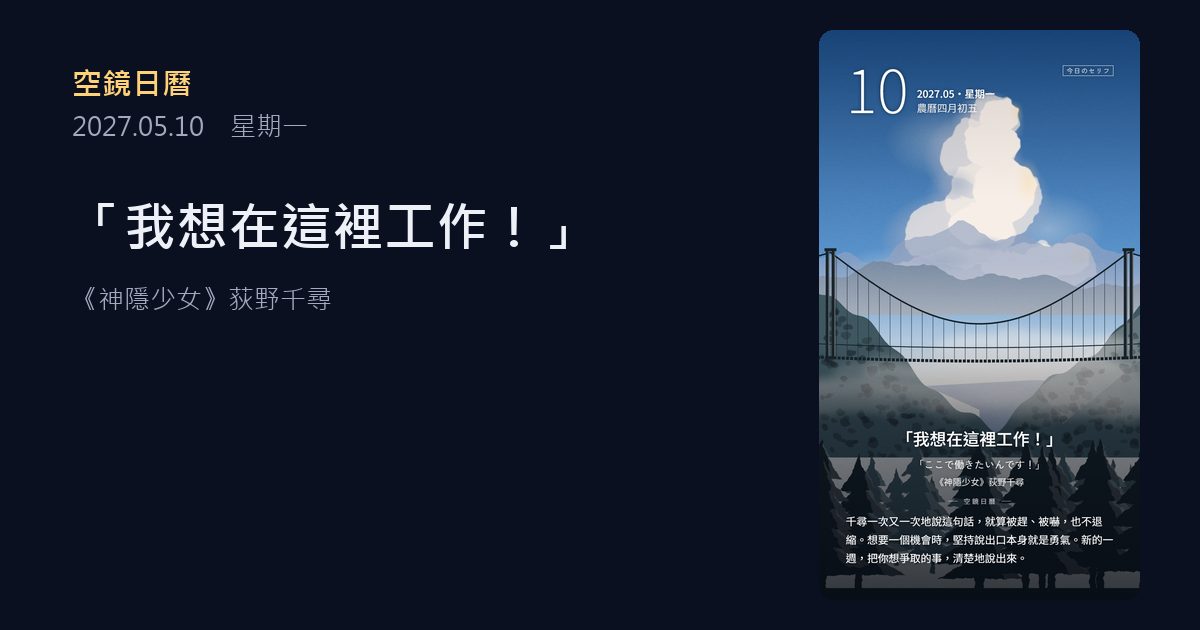 空鏡日曆
2027.05.10 星期一
「我想在這裡工作！」
《神隱少女》荻野千尋
10
2027.05・星期一
農曆四月初五
今日のセリフ
「我想在這裡工作！」
「ここで働きたいんです！」
《神隱少女》荻野千尋
空鏡日曆
千尋一次又一次地說這句話，就算被趕、被嚇，也不退
縮。想要一個機會時，堅持說出口本身就是勇氣。新的一
週，把你想爭取的事，清楚地說出來。